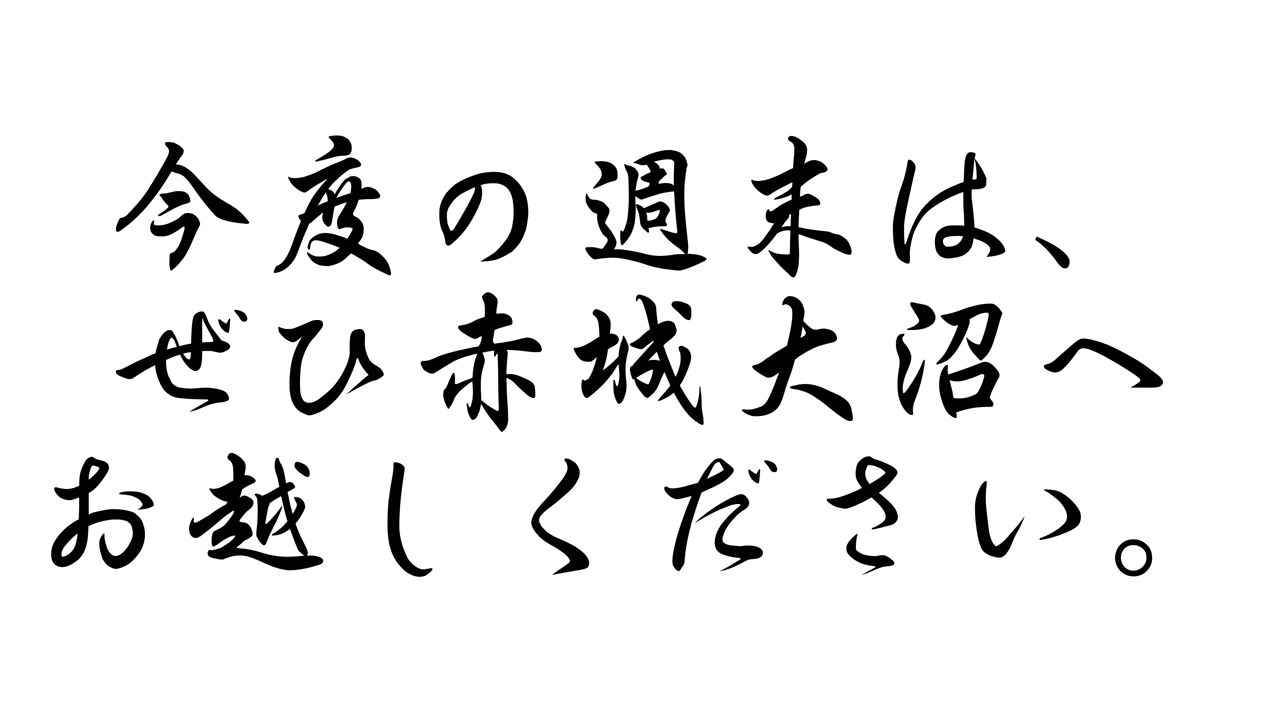 今度の週末は、
ぜひ赤城大沼へ
お越しください。